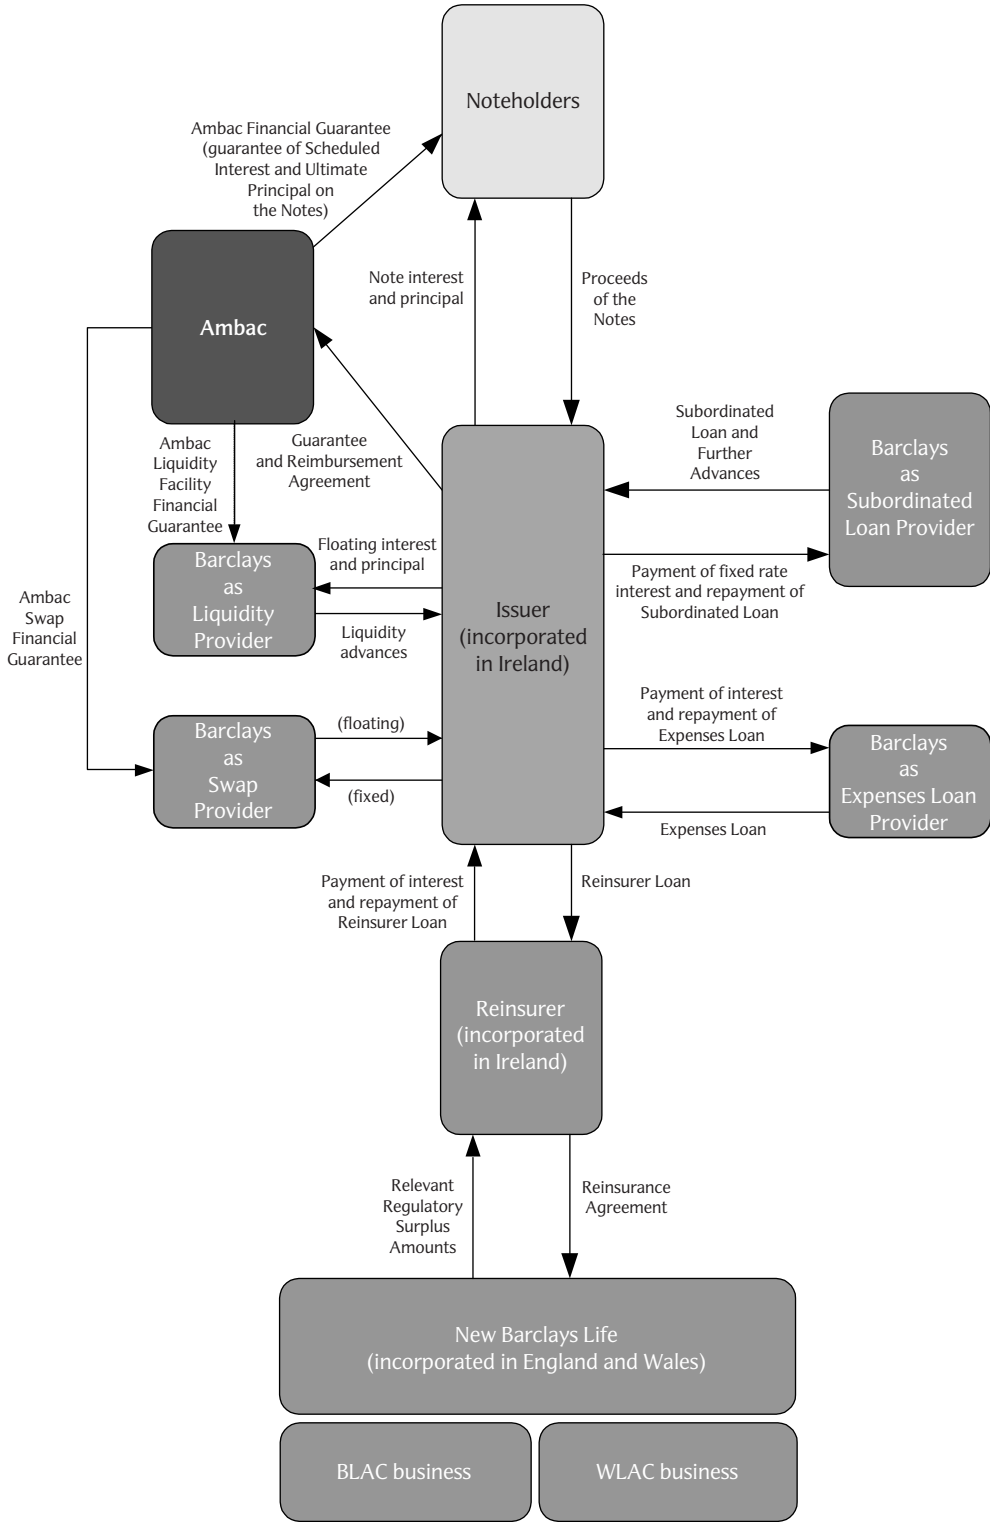 Noteholders
Ambac Financial Guarantee
(guarantee of Scheduled
Interest and Ultimate
Principal on
the Notes)
Note interest
and principal
Proceeds
of the
Notes
Ambac
Guarantee
and Reimbursement
Agreement
Ambac
Liquidity
Facility
Financial
Guarantee
Subordinated
Loan and
Further
Advances
Barclays
as
Subordinated
Loan Provider
Ambac
Swap
Financial
Guarantee
Barclays
as
Liquidity
Provider
Floating interest
and principal
Liquidity
advances
Issuer
(incorporated
in Ireland)
Payment of fixed rate
interest and repayment of
Subordinated Loan
Barclays
as
Swap
Provider
(floating)
(fixed)
Payment of interest
and repayment of
Expenses Loan
Expenses Loan
Barclays
as
Expenses Loan
Provider
Payment of interest
and repayment of
Reinsurer Loan
Reinsurer Loan
Reinsurer
(incorporated
in Ireland)
Relevant
Regulatory
Surplus
Amounts
Reinsurance
Agreement
New Barclays Life
(incorporated in England and Wales)
BLAC business
WLAC business